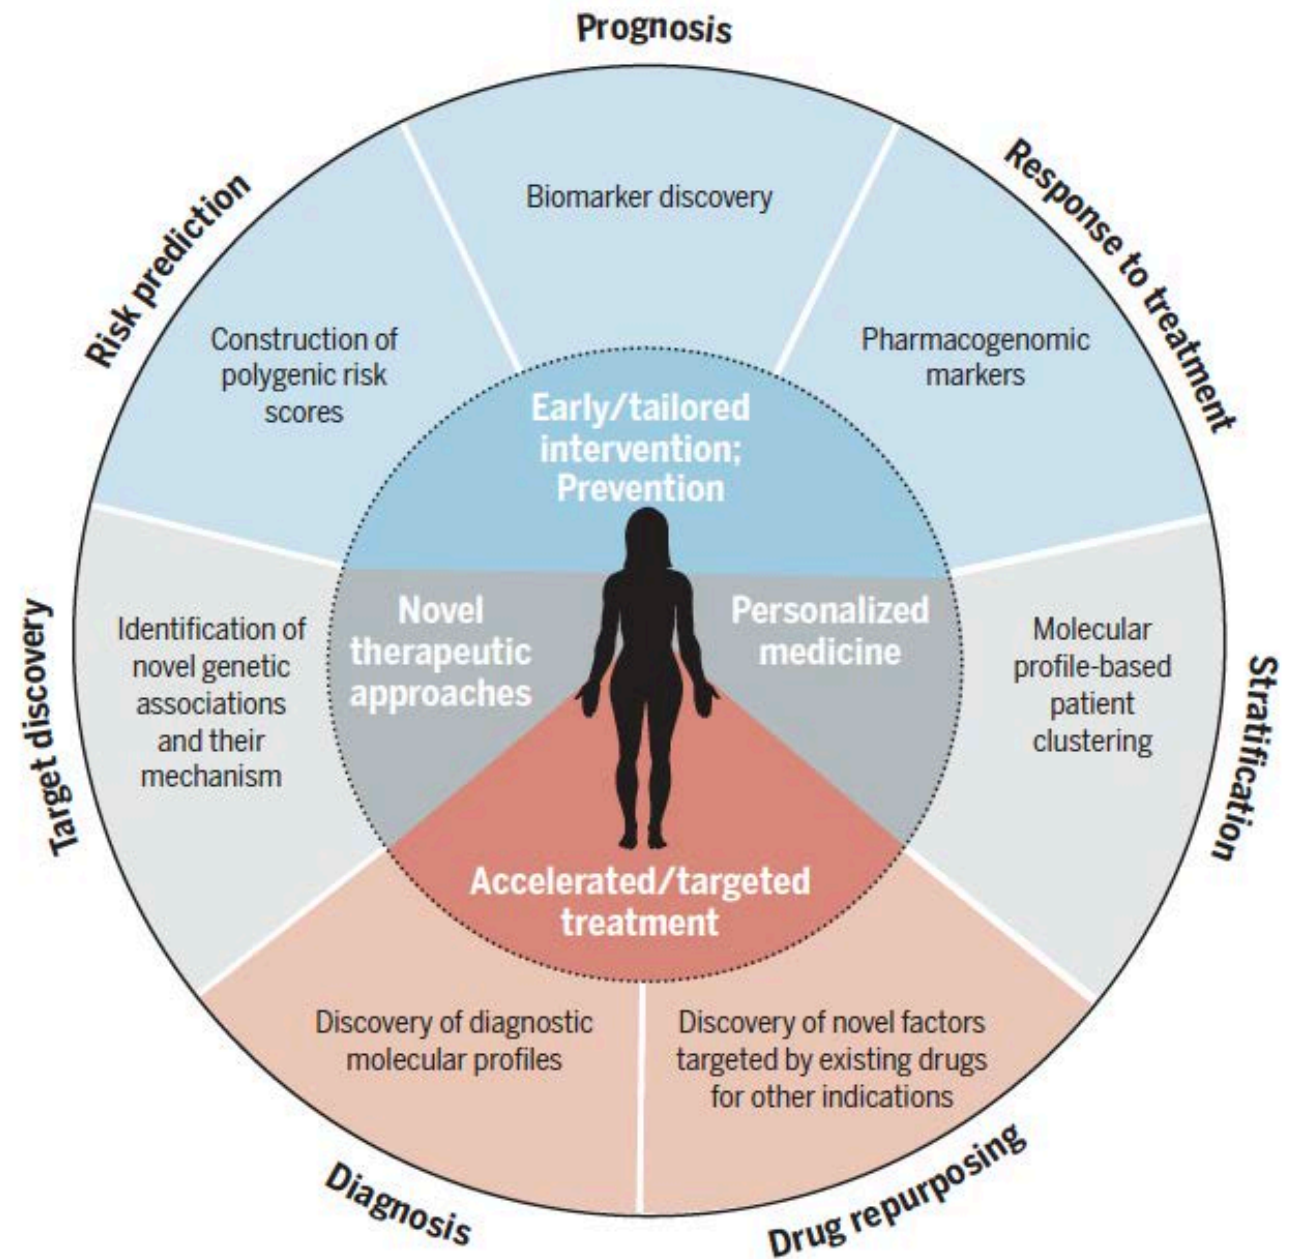 Prognosis
Risk prediction
Response to treatment
Biomarker discovery
Construction of
polygenic risk
scores
Pharmacogenomic
markers
Early/tailored
intervention;
Prevention
Target discovery
Identification of
novel genetic
associations
and their
mechanism
Novel
therapeutic
approaches
Personalized
medicine
Molecular
profile-based
patient
clustering
Stratification
Accelerated/targeted
treatment
Discovery of diagnostic
molecular profiles
Discovery of novel factors
targeted by existing drugs
for other indications
Diagnosis
Drug repurposing